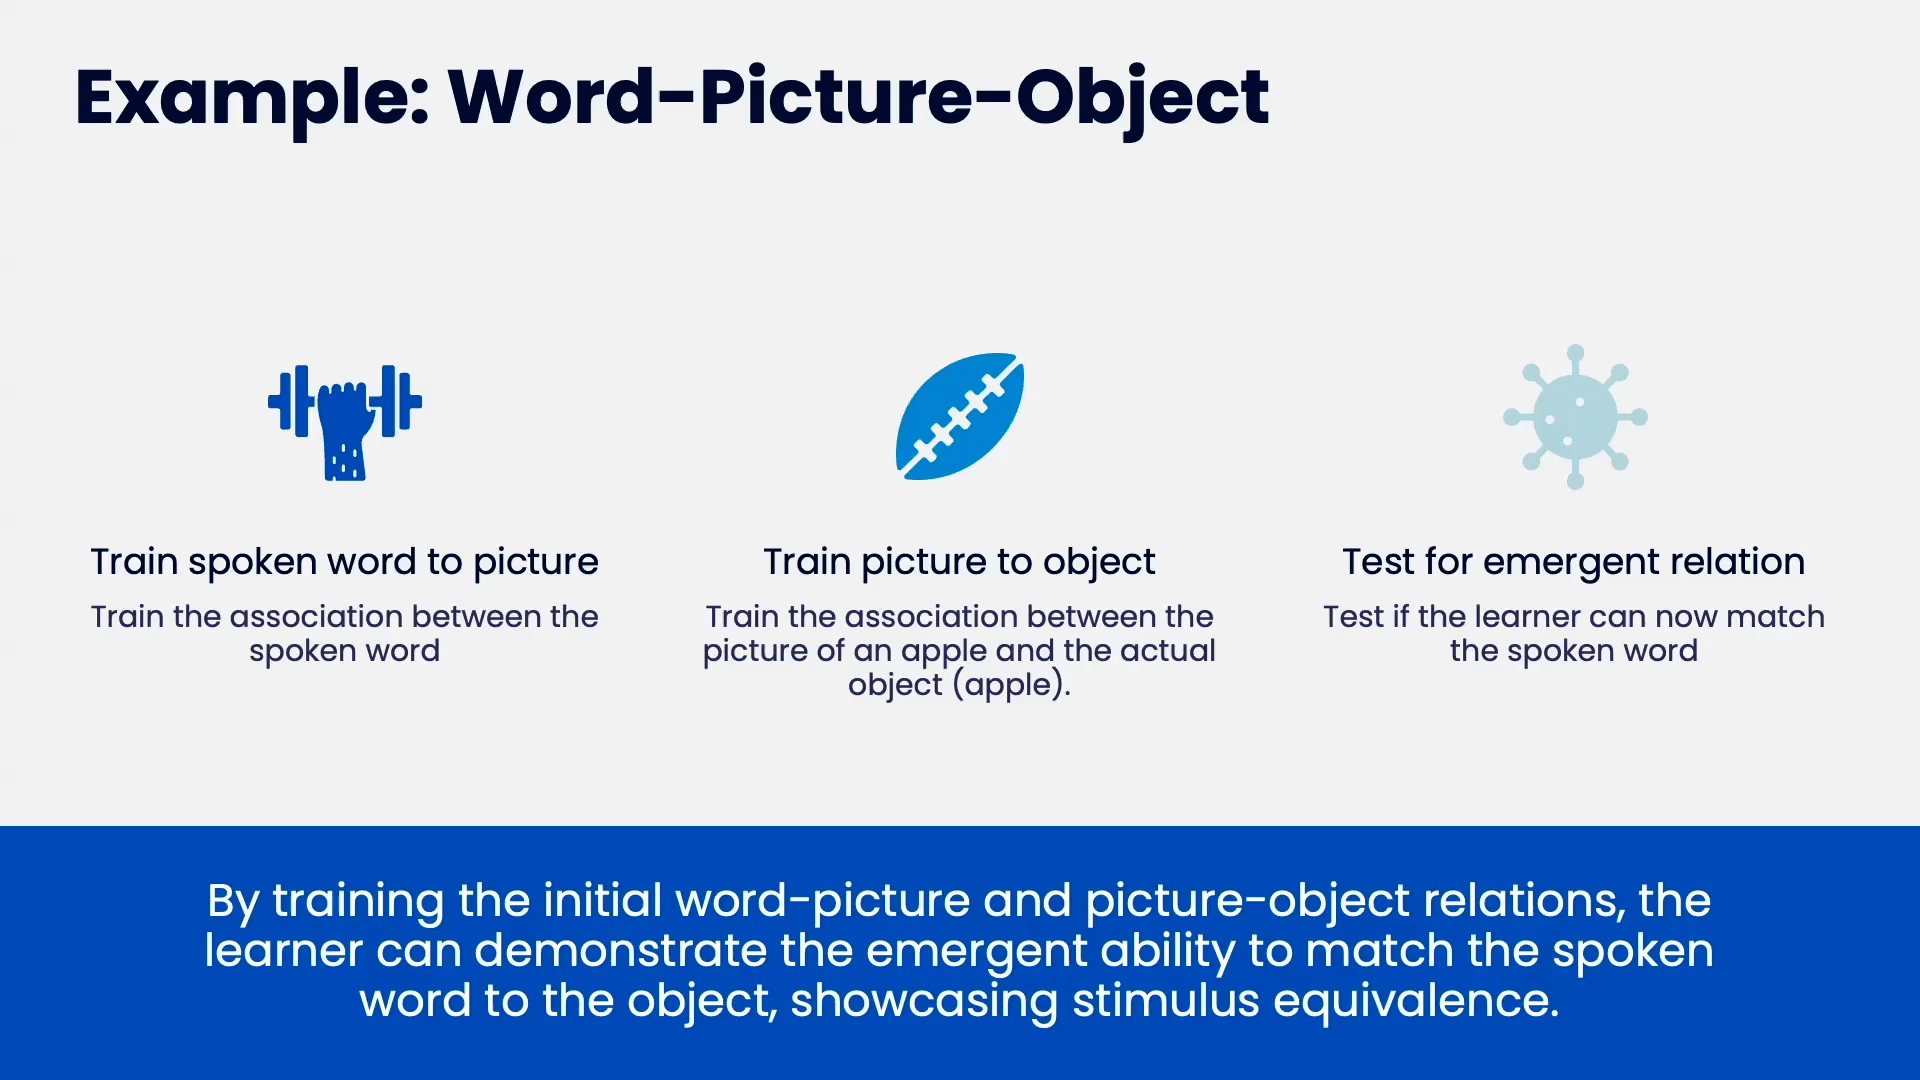 Example: Word-Picture-Object
Train spoken word to picture
Train the association between the
spoken word
Train picture to object
Train the association between the
picture of an apple and the actual
object (apple).
Test for emergent relation
Test if the learner can now match
the spoken word
By training the initial word-picture and picture-object relations, the
learner can demonstrate the emergent ability to match the spoken
word to the object, showcasing stimulus equivalence.